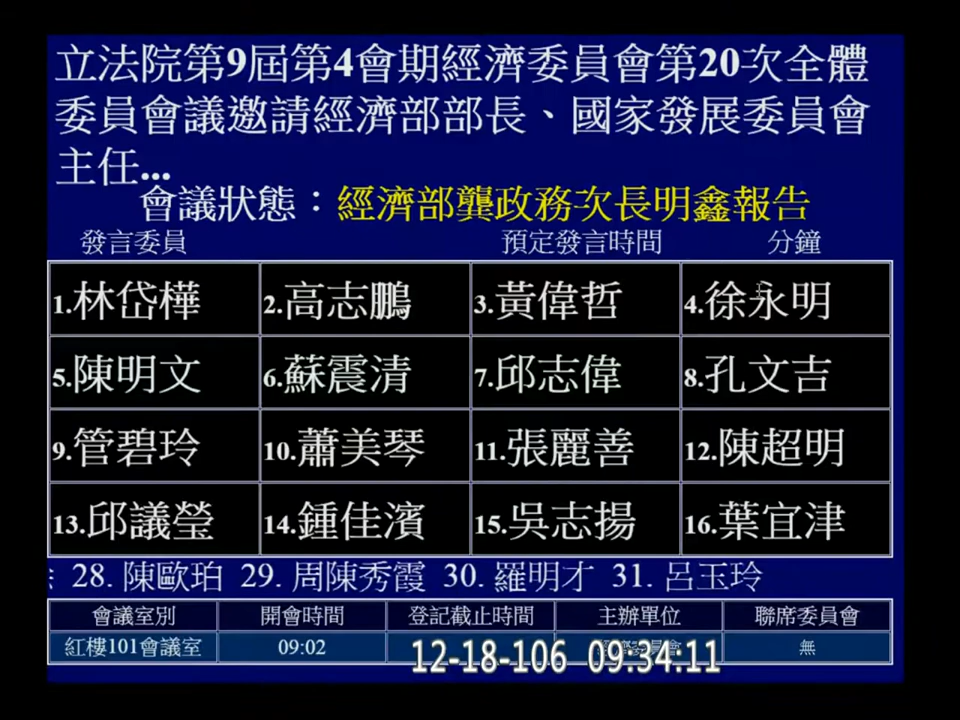 立法院第9屆第4會期經濟委員會第20次全體
委員會議邀請經濟部部長、國家發展委員會
主任...
會議狀態：經濟部龔政務次長明鑫報告
發言委員 預定發言時間 分鐘
1.林岱樺 2.高志鵬 3.黃偉哲 4.徐永明
5.陳明文 6.蘇震清 7.邱志偉 8.孔文吉
9.管碧玲 10.蕭美琴 11.張麗善 12.陳超明
13.邱議瑩 14.鍾佳濱 15.吳志揚 16.葉宜津
28. 陳歐珀 29. 周陳秀霞 30. 羅明才 31. 呂玉玲
會議室別 開會時間 登記截止時間 主辦單位 聯席委員會
紅樓101會議室 09:02 無
12-18-106 09:34:11